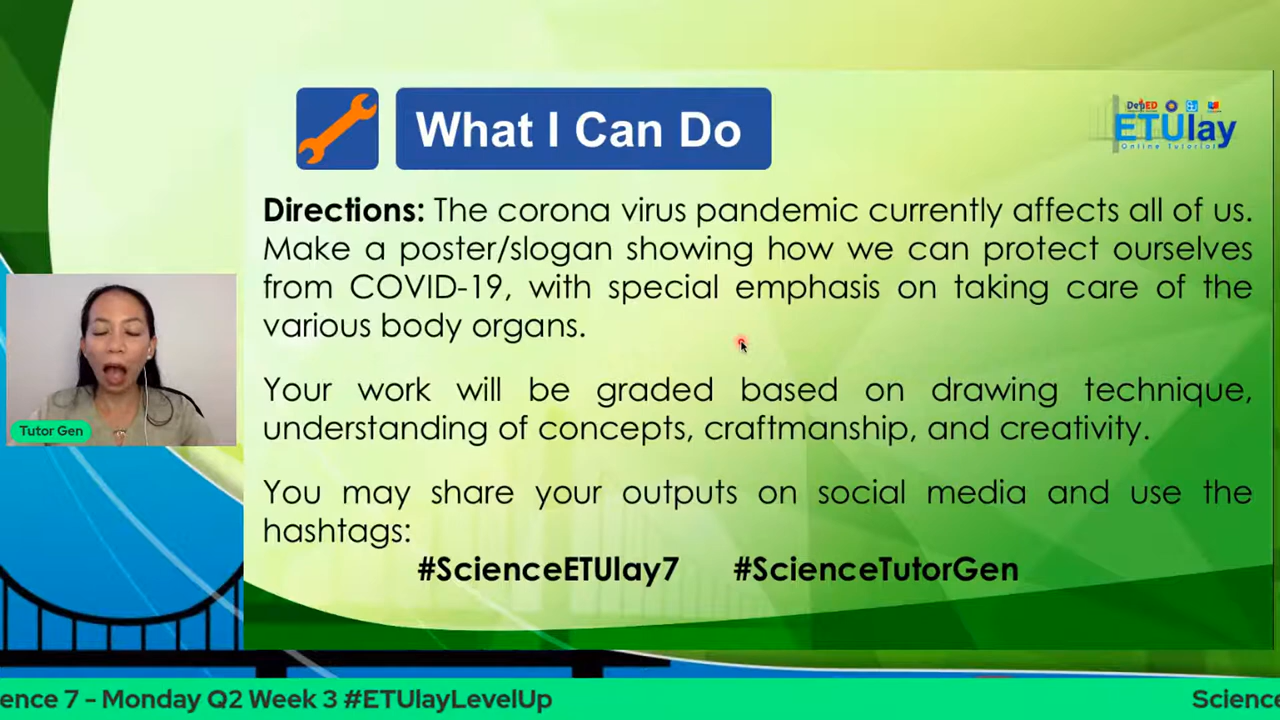 What I Can Do
DepED
ETUlay
Online Tutorial
Directions: The corona virus pandemic currently affects all of us.
Make a poster/slogan showing how we can protect ourselves
from COVID-19, with special emphasis on taking care of the
various body organs.
Your work will be graded based on drawing technique,
understanding of concepts, craftmanship, and creativity.
You may share your outputs on social media and use the
hashtags:
#ScienceETUlay7 #ScienceTutorGen
Tutor Gen
ence 7 - Monday Q2 Week 3 #ETUlayLevelUp
Science